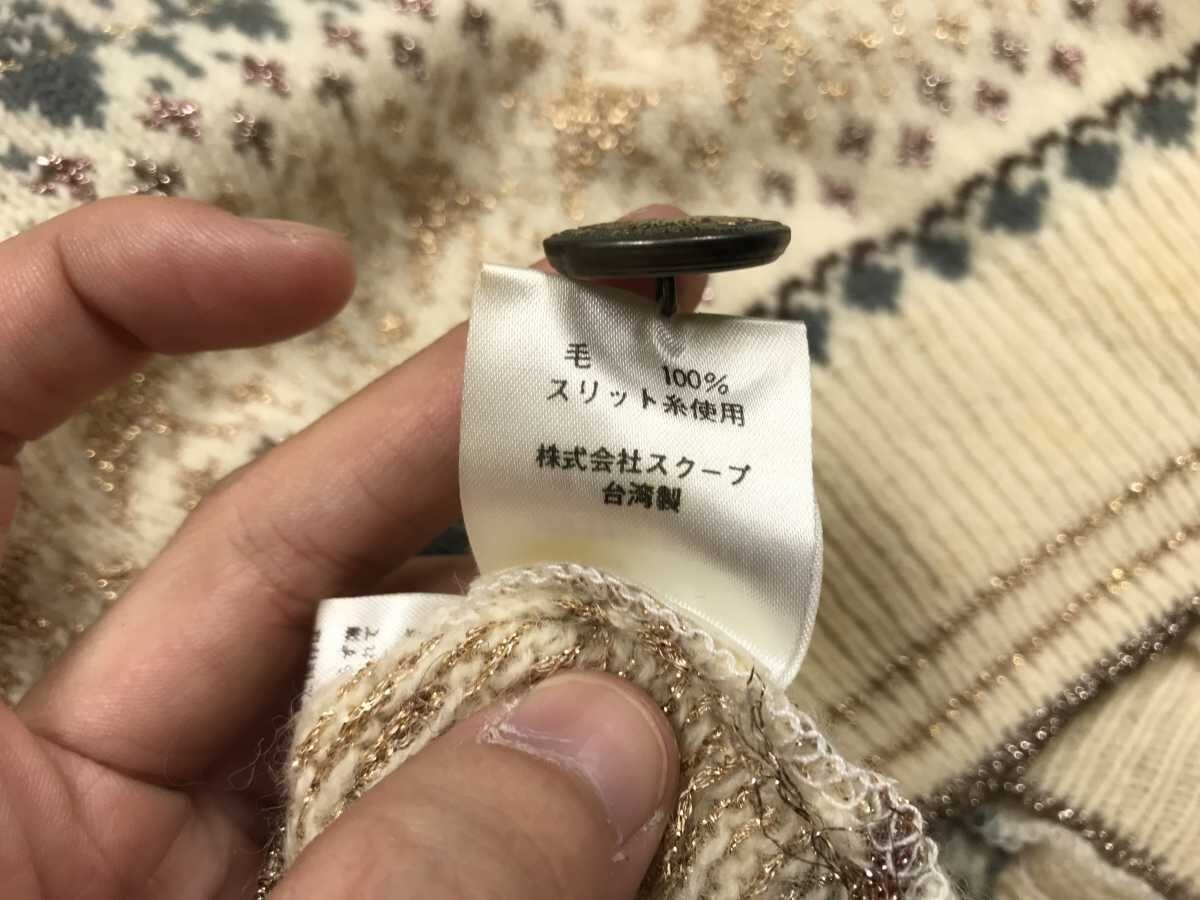 毛 100%
スリット糸使用
株式会社スクープ
台湾製